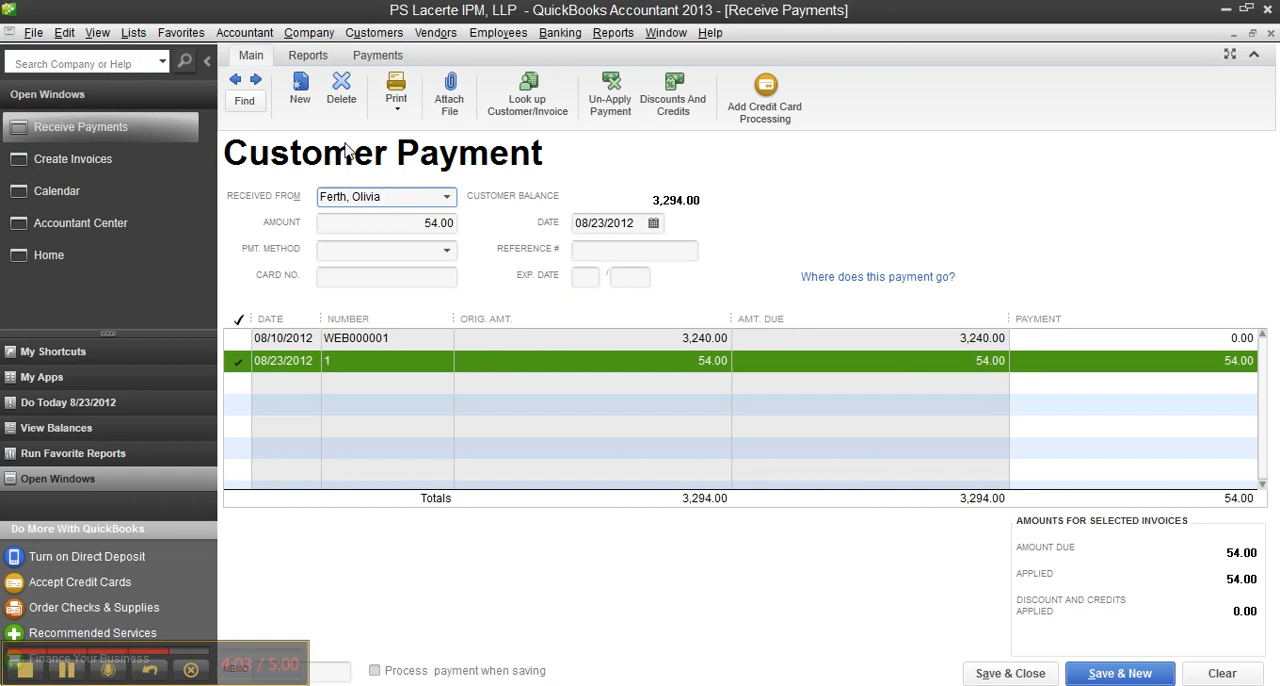 PS Lacerte IPM, LLP - QuickBooks Accountant 2013 - [Receive Payments]
File Edit View Lists Favorites Accountant Company Customers Vendors Employees Banking Reports Window Help
Search Company or Help
Main Reports Payments
Open Windows
Find
New
Delete
Print
Attach File
Look up Customer/Invoice
Un-Apply Payment
Discounts And Credits
Add Credit Card Processing
Receive Payments
Create Invoices
Calendar
Accountant Center
Home
Customer Payment
RECEIVED FROM Ferth, Olivia CUSTOMER BALANCE 3,294.00
AMOUNT 54.00 DATE 08/23/2012
PMT. METHOD REFERENCE #
CARD NO. EXP. DATE /
Where does this payment go?
DATE NUMBER ORIG. AMT. AMT. DUE PAYMENT
08/10/2012 WEB000001 3,240.00 3,240.00 0.00
08/23/2012 1 54.00 54.00 54.00
Totals 3,294.00 3,294.00 54.00
My Shortcuts
My Apps
Do Today 8/23/2012
View Balances
Run Favorite Reports
Open Windows
Do More With QuickBooks
Turn on Direct Deposit
Accept Credit Cards
Order Checks & Supplies
Recommended Services
Finance Your Business
4:03 / 5:00
MEMO
Process payment when saving
AMOUNTS FOR SELECTED INVOICES
AMOUNT DUE 54.00
APPLIED 54.00
DISCOUNT AND CREDITS
APPLIED 0.00
Save & Close Save & New Clear